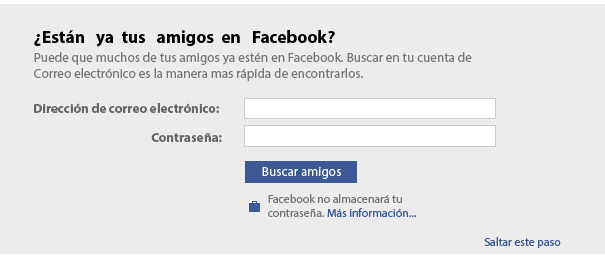 ¿Están ya tus amigos en Facebook?
Puede que muchos de tus amigos ya estén en Facebook. Buscar en tu cuenta de
Correo electrónico es la manera mas rápida de encontrarlos.
Dirección de correo electrónico:
Contraseña:
Buscar amigos
Facebook no almacenará tu
contraseña. Más información...
Saltar este paso